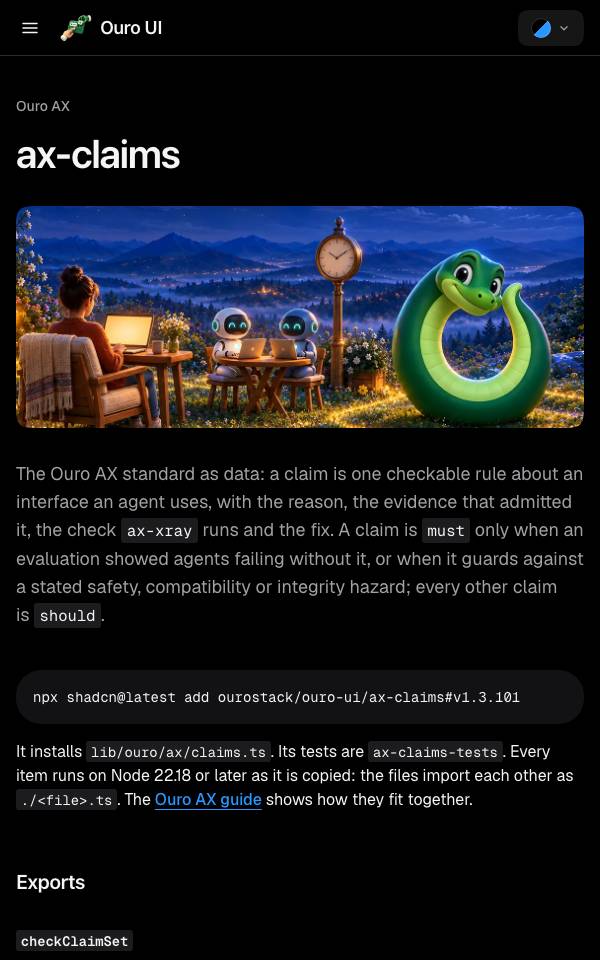 Ouro UI
Ouro AX
ax-claims
The Ouro AX standard as data: a claim is one checkable rule about an
interface an agent uses, with the reason, the evidence that admitted
it, the check ax-xray runs and the fix. A claim is must only when an
evaluation showed agents failing without it, or when it guards against
a stated safety, compatibility or integrity hazard; every other claim
is should.
npx shadcn@latest add ourostack/ouro-ui/ax-claims#v1.3.101
It installs lib/ouro/ax/claims.ts. Its tests are ax-claims-tests. Every
item runs on Node 22.18 or later as it is copied: the files import each other as
./<file>.ts. The Ouro AX guide shows how they fit together.
Exports
checkClaimSet